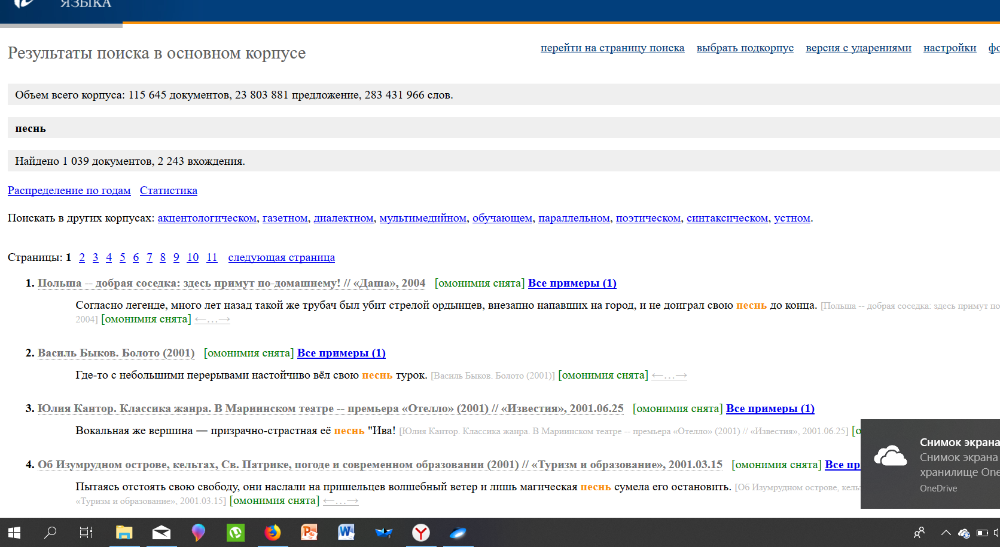 ЯЗЫКА
Результаты поиска в основном корпусе
перейти на страницу поиска выбрать подкорпус версия с ударениями настройки фо
Объем всего корпуса: 115 645 документов, 23 803 881 предложение, 283 431 966 слов.
песнь
Найдено 1 039 документов, 2 243 вхождения.
Распределение по годам Статистика
Поискать в других корпусах: акцентологическом, газетном, диалектном, мультимедийном, обучающем, параллельном, поэтическом, синтаксическом, устном.
Страницы: 1 2 3 4 5 6 7 8 9 10 11 следующая страница
1. Польша -- добрая соседка: здесь примут по-домашнему! // «Даша», 2004 [омонимия снята] Все примеры (1)
Согласно легенде, много лет назад такой же трубач был убит стрелой ордынцев, внезапно напавших на город, и не доиграл свою песнь до конца. [Польша -- добрая соседка: здесь примут по
2004] [омонимия снята] ←…→
2. Василь Быков. Болото (2001) [омонимия снята] Все примеры (1)
Где-то с небольшими перерывами настойчиво вёл свою песнь турок. [Василь Быков. Болото (2001)] [омонимия снята] ←…→
3. Юлия Кантор. Классика жанра. В Мариинском театре -- премьера «Отелло» (2001) // «Известия», 2001.06.25 [омонимия снята] Все примеры (1)
Вокальная же вершина — призрачно-страстная её песнь "Ива! [Юлия Кантор. Классика жанра. В Мариинском театре -- премьера «Отелло» (2001) // «Известия», 2001.06.25] [о
4. Об Изумрудном острове, кельтах, Св. Патрике, погоде и современном образовании (2001) // «Туризм и образование», 2001.03.15 [омонимия снята] Все пр
Пытаясь отстоять свою свободу, они наслали на пришельцев волшебный ветер и лишь магическая песнь сумела его остановить. [Об Изумрудном острове, кель
«Туризм и образование», 2001.03.15] [омонимия снята] ←…→
Снимок экрана
Снимок экрана
хранилище One
OneDrive